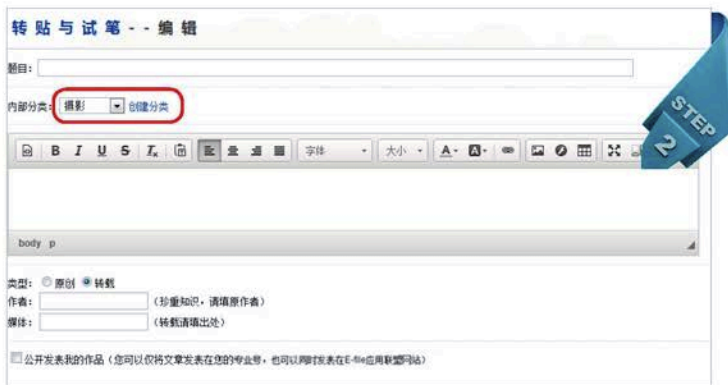 转贴与试笔--编辑
题目:
内部分类: 摄影 创建分类
STEP 2
B I U S Tx 字体 大小 A A
body p
类型: 原创 转载
作者: (珍重知识,请填原作者)
媒体: (转载请填出处)
公开发表我的作品(您可以仅将文章发表在您的专业号,也可以同时发表在E-file应用联盟网站)